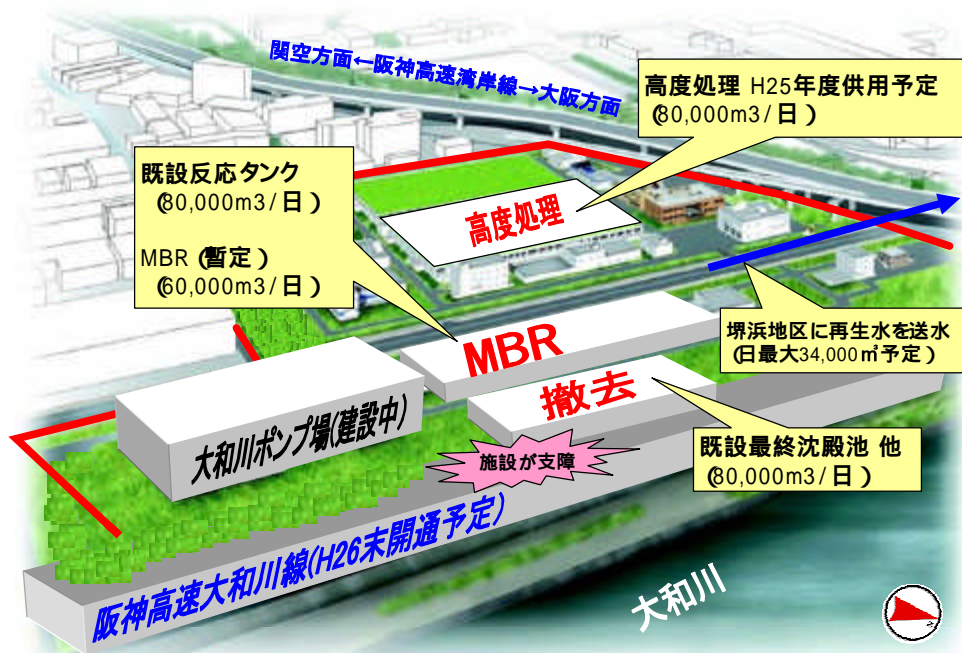 関空方面←阪神高速湾岸線→大阪方面
高度処理 H25年度供用予定
(80,000m3/日)
既設反応タンク
(80,000m3/日)
MBR (暫定)
(60,000m3/日)
高度処理
堺浜地区に再生水を送水
(日最大34,000㎥予定)
MBR
撤去
大和川ポンプ場(建設中)
施設が支障
既設最終沈殿池 他
(80,000m3/日)
阪神高速大和川線(H26末開通予定)
大和川